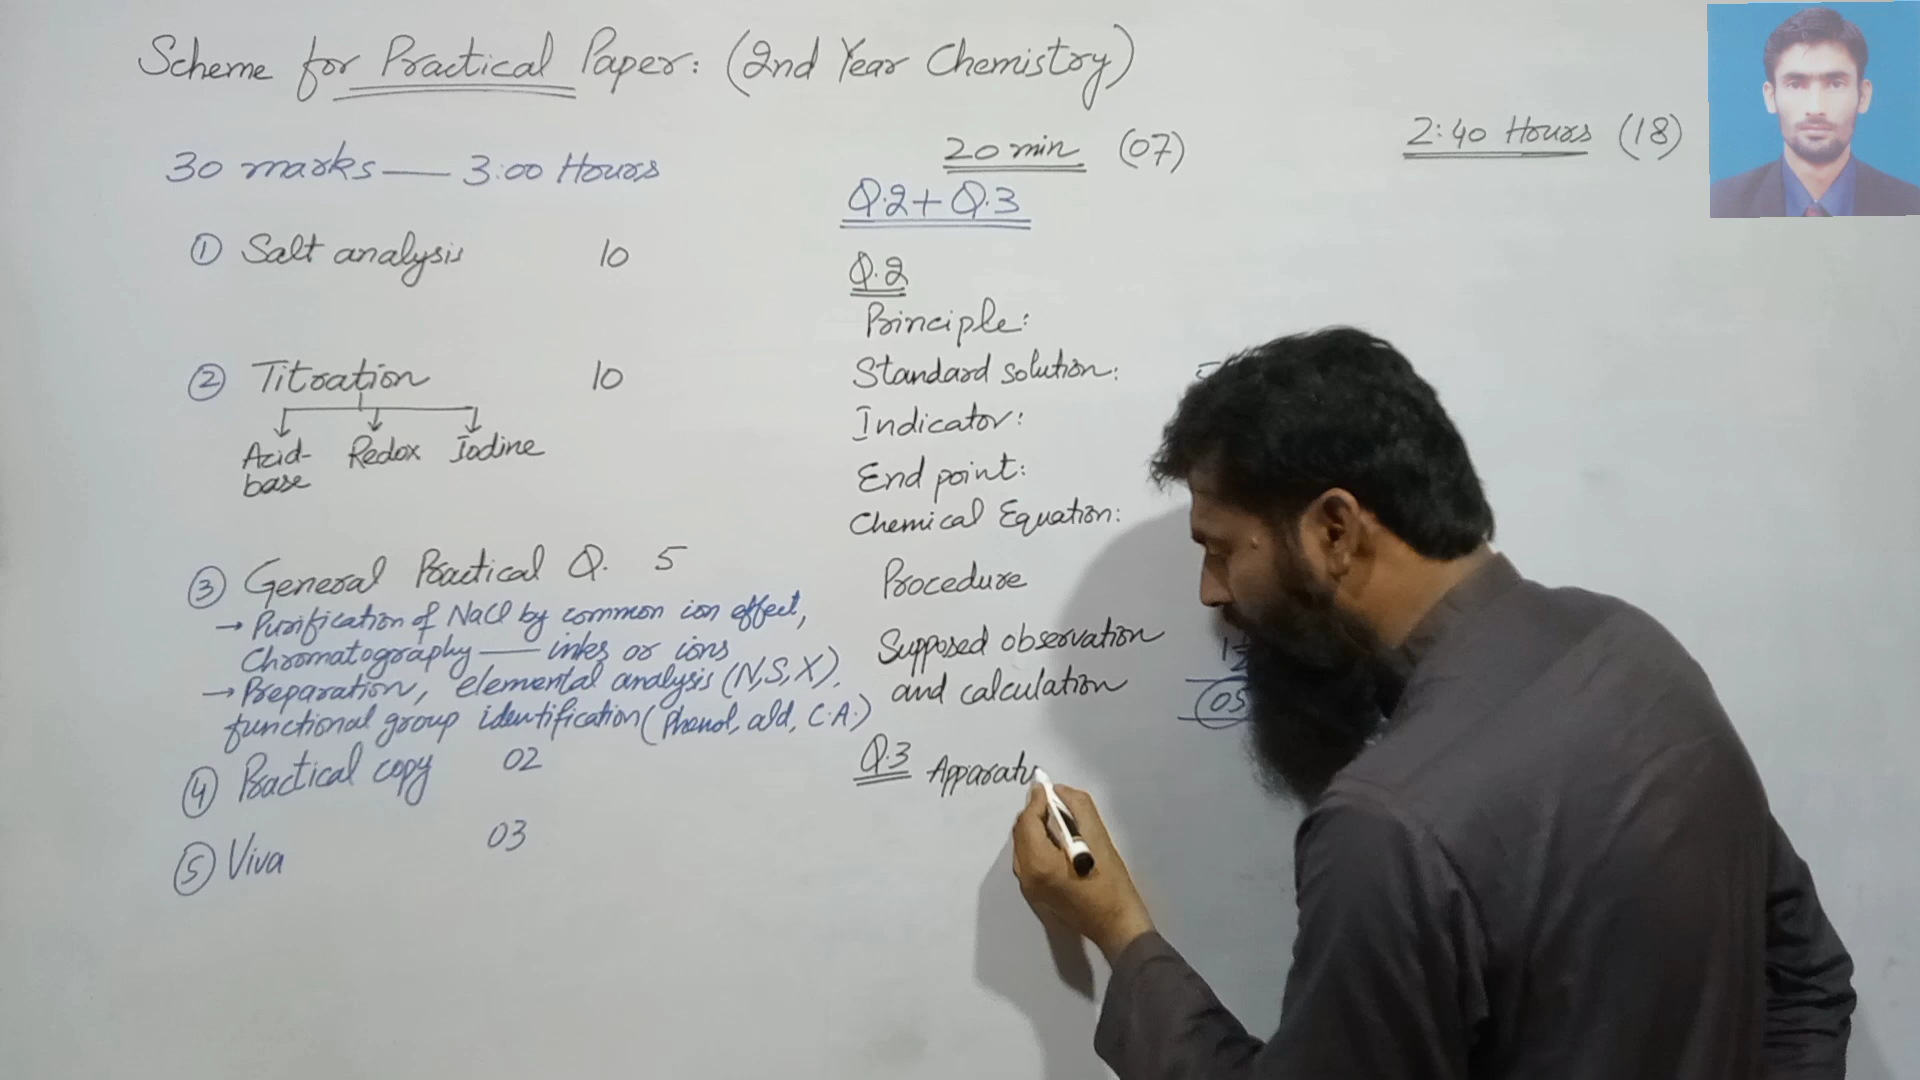 Scheme for Practical Paper: (2nd Year Chemistry)
30 marks — 3:00 Hours
① Salt analysis 10
② Titration 10
Acid-base Redox Iodine
③ General Practical Q. 5
→ Purification of NaCl by common ion effect,
Chromatography — inks or ions
→ Preparation, elemental analysis (N,S,X),
functional group identification (Phenol, ald, C.A.)
④ Practical copy 02
⑤ Viva 03
20 min (07)
Q.2 + Q.3
Q.2
Principle:
Standard solution:
Indicator:
End point:
Chemical Equation:
Procedure
Supposed observation
and calculation
05
Q.3 Apparatu
2:40 Hours (18)